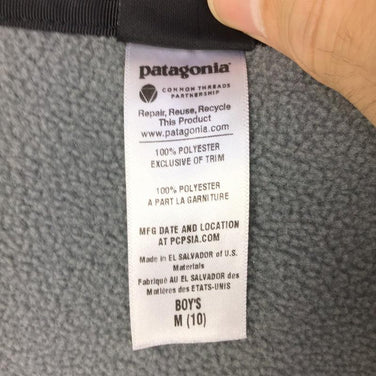 patagonia
COMMON THREADS
PARTNERSHIP
Repair, Reuse, Recycle
This Product
www.patagonia.com
100% POLYESTER
EXCLUSIVE OF TRIM
100% POLYESTER
A PART LA GARNITURE
MFG DATE AND LOCATION
AT PCPSIA.COM
Made in EL SALVADOR of U.S.
Materials
Fabriqué AU EL SALVADOR des
Matières des ETATS-UNIS
BOY'S
M (10)